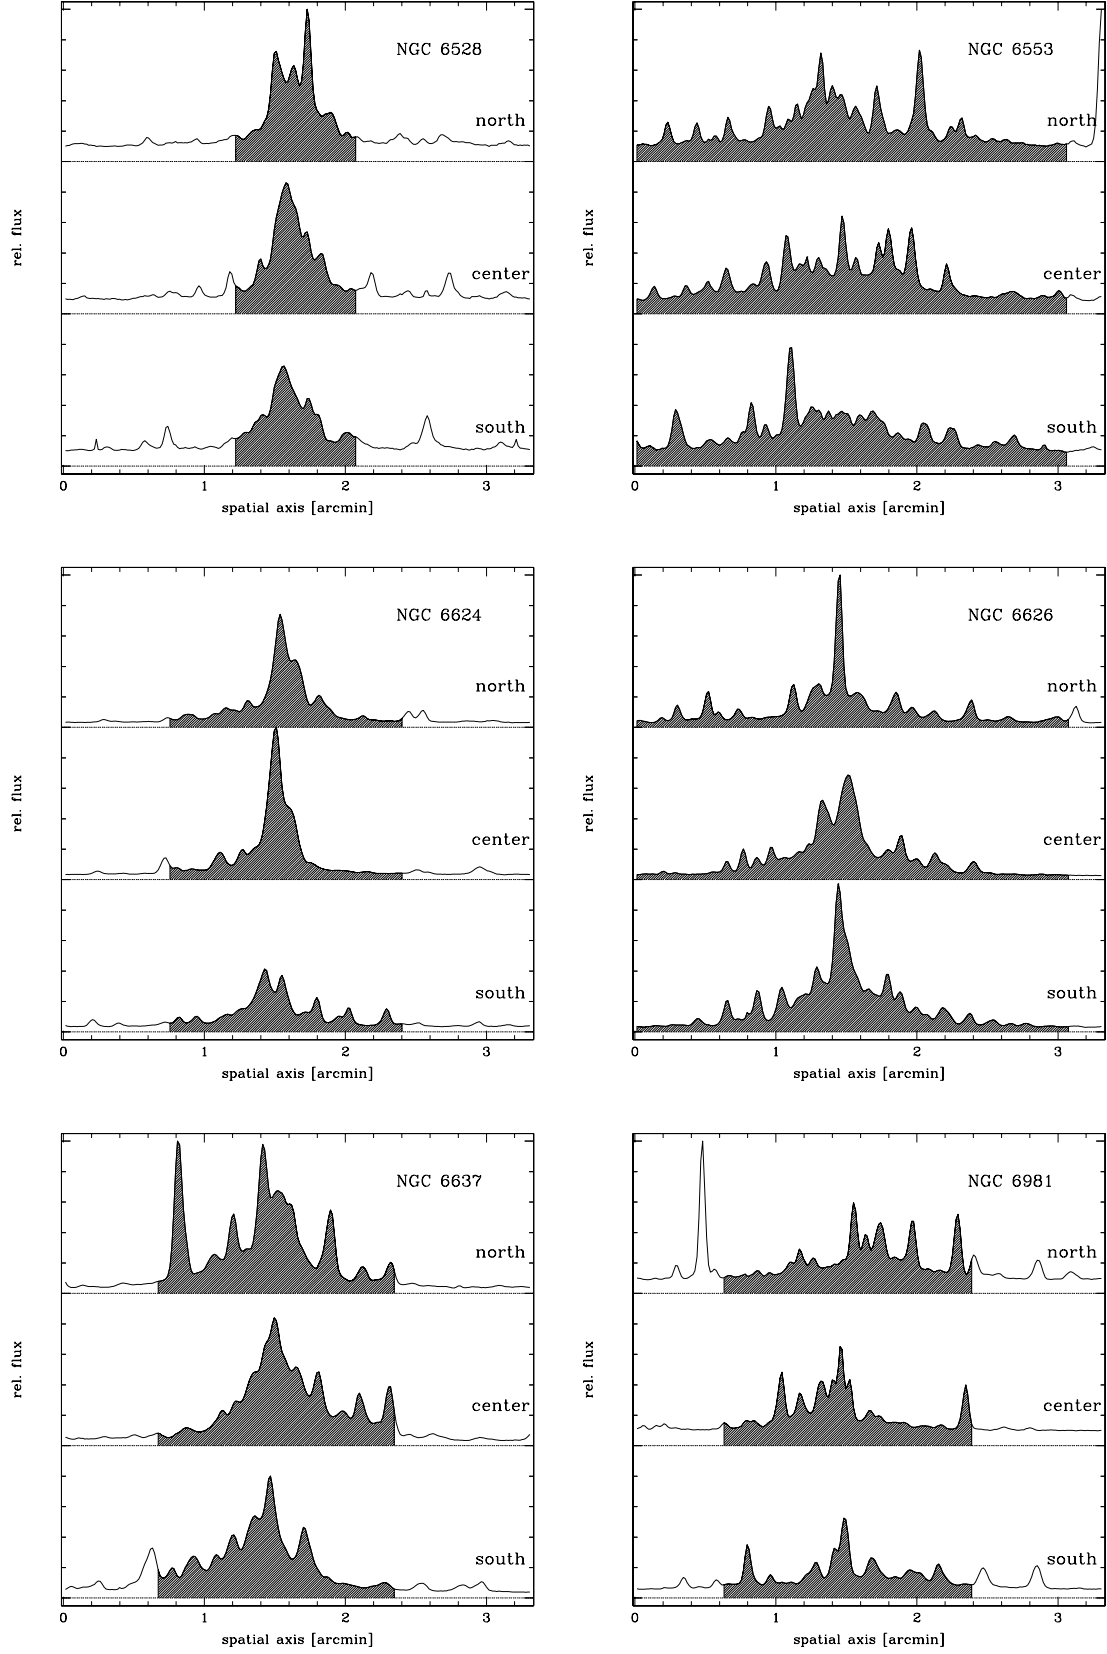 NGC 6528
north
center
south
rel. flux
0 1 2 3
spatial axis [arcmin]
NGC 6553
north
center
south
rel. flux
0 1 2 3
spatial axis [arcmin]
NGC 6624
north
center
south
rel. flux
0 1 2 3
spatial axis [arcmin]
NGC 6626
north
center
south
rel. flux
0 1 2 3
spatial axis [arcmin]
NGC 6637
north
center
south
rel. flux
0 1 2 3
spatial axis [arcmin]
NGC 6981
north
center
south
rel. flux
0 1 2 3
spatial axis [arcmin]